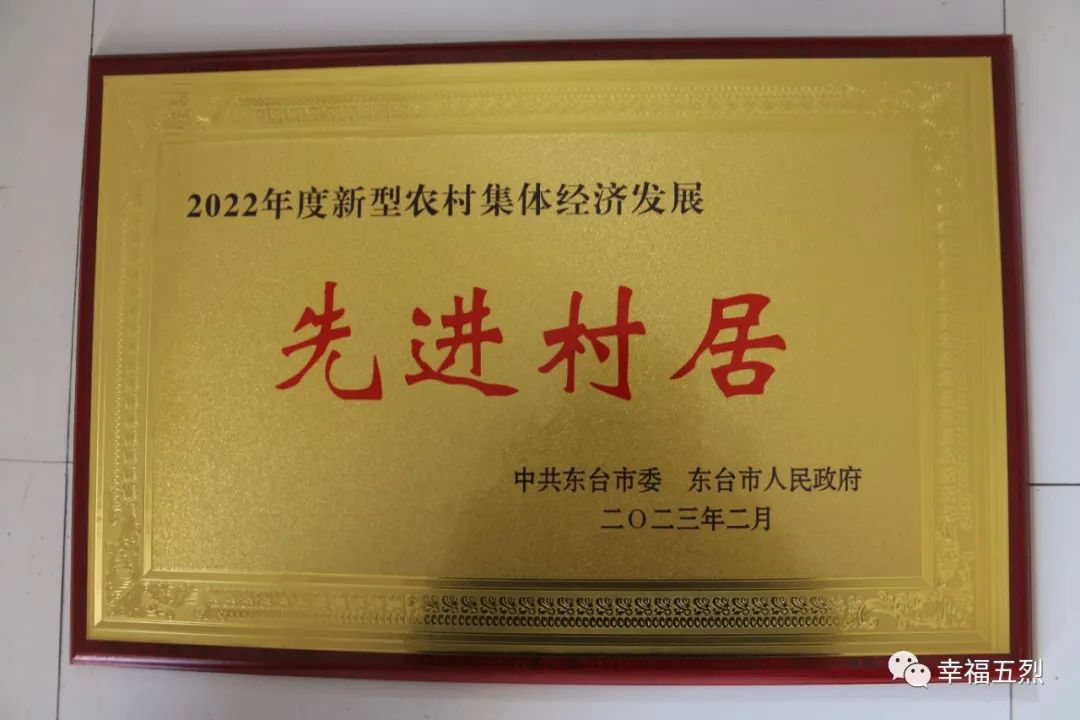 2022年度新型农村集体经济发展
先进村居
中共东台市委 东台市人民政府
二〇二三年二月
幸福五烈